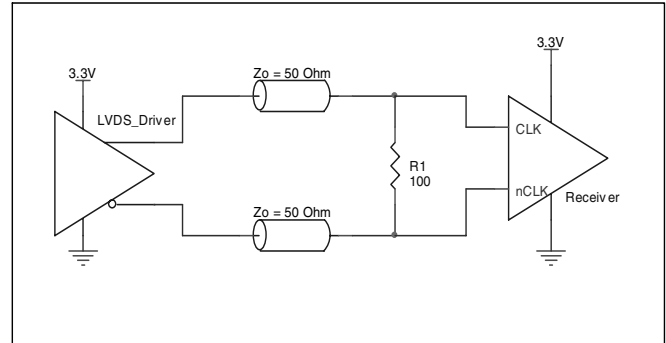 3.3V
LVDS_Driver
Zo = 50 Ohm
Zo = 50 Ohm
R1
100
3.3V
CLK
nCLK
Receiver